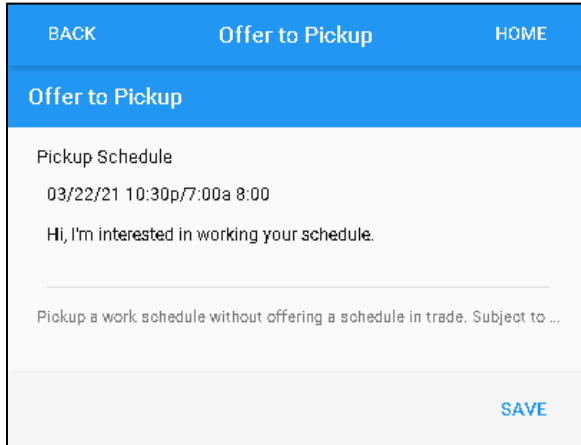 BACK Offer to Pickup HOME
Offer to Pickup
Pickup Schedule
03/22/21 10:30p/7:00a 8:00
Hi, I'm interested in working your schedule.
Pickup a work schedule without offering a schedule in trade. Subject to ...
SAVE